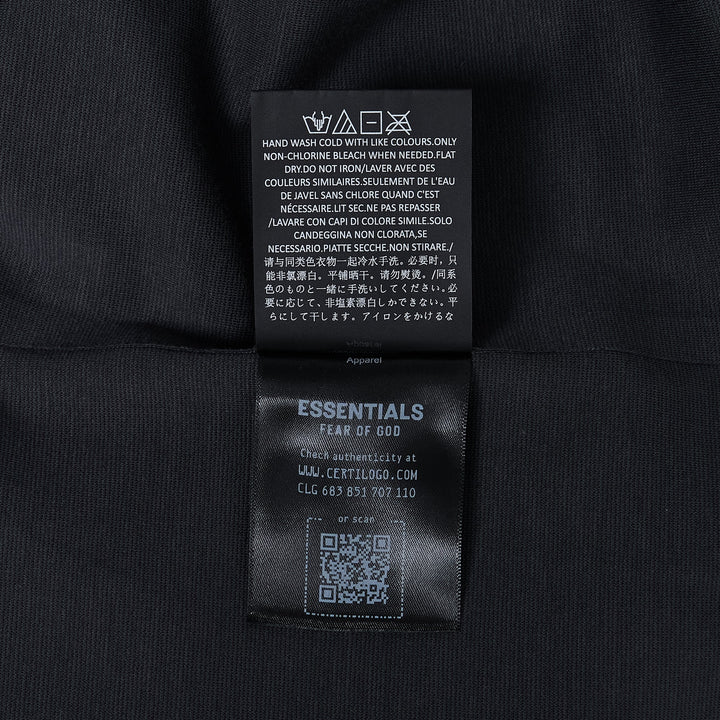 HAND WASH COLD WITH LIKE COLOURS.ONLY
NON-CHLORINE BLEACH WHEN NEEDED.FLAT
DRY.DO NOT IRON/LAVER AVEC DES
COULEURS SIMILAIRES.SEULEMENT DE L'EAU
DE JAVEL SANS CHLORE QUAND C'EST
NÉCESSAIRE.LIT SEC.NE PAS REPASSER
/LAVARE CON CAPI DI COLORE SIMILE.SOLO
CANDEGGINA NON CLORATA,SE
NECESSARIO.PIATTE SECCHE.NON STIRARE./
请与同类色衣物一起冷水手洗。必要时,只
能非氯漂白。平铺晒干。请勿熨烫。/同系
色のものと一緒に手洗いしてください。必
要に応じて、非塩素漂白しかできない。平
らにして干します。アイロンをかけるな
Apparel
ESSENTIALS
FEAR OF GOD
Check authenticity at
WWW.CERTILOGO.COM
CLG 683 851 707 110
or scan